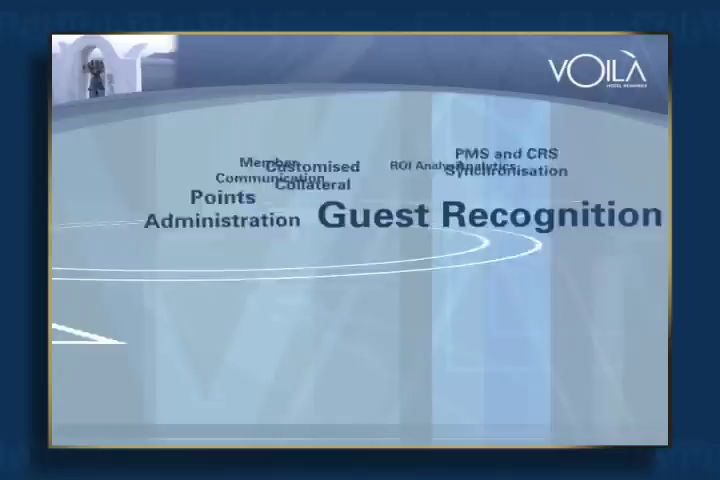 VOILÀ
HOTEL REWARDS
Member
Communication
Customised
Collateral
ROI Analysis
Analytics
PMS and CRS
Synchronisation
Points
Administration
Guest Recognition